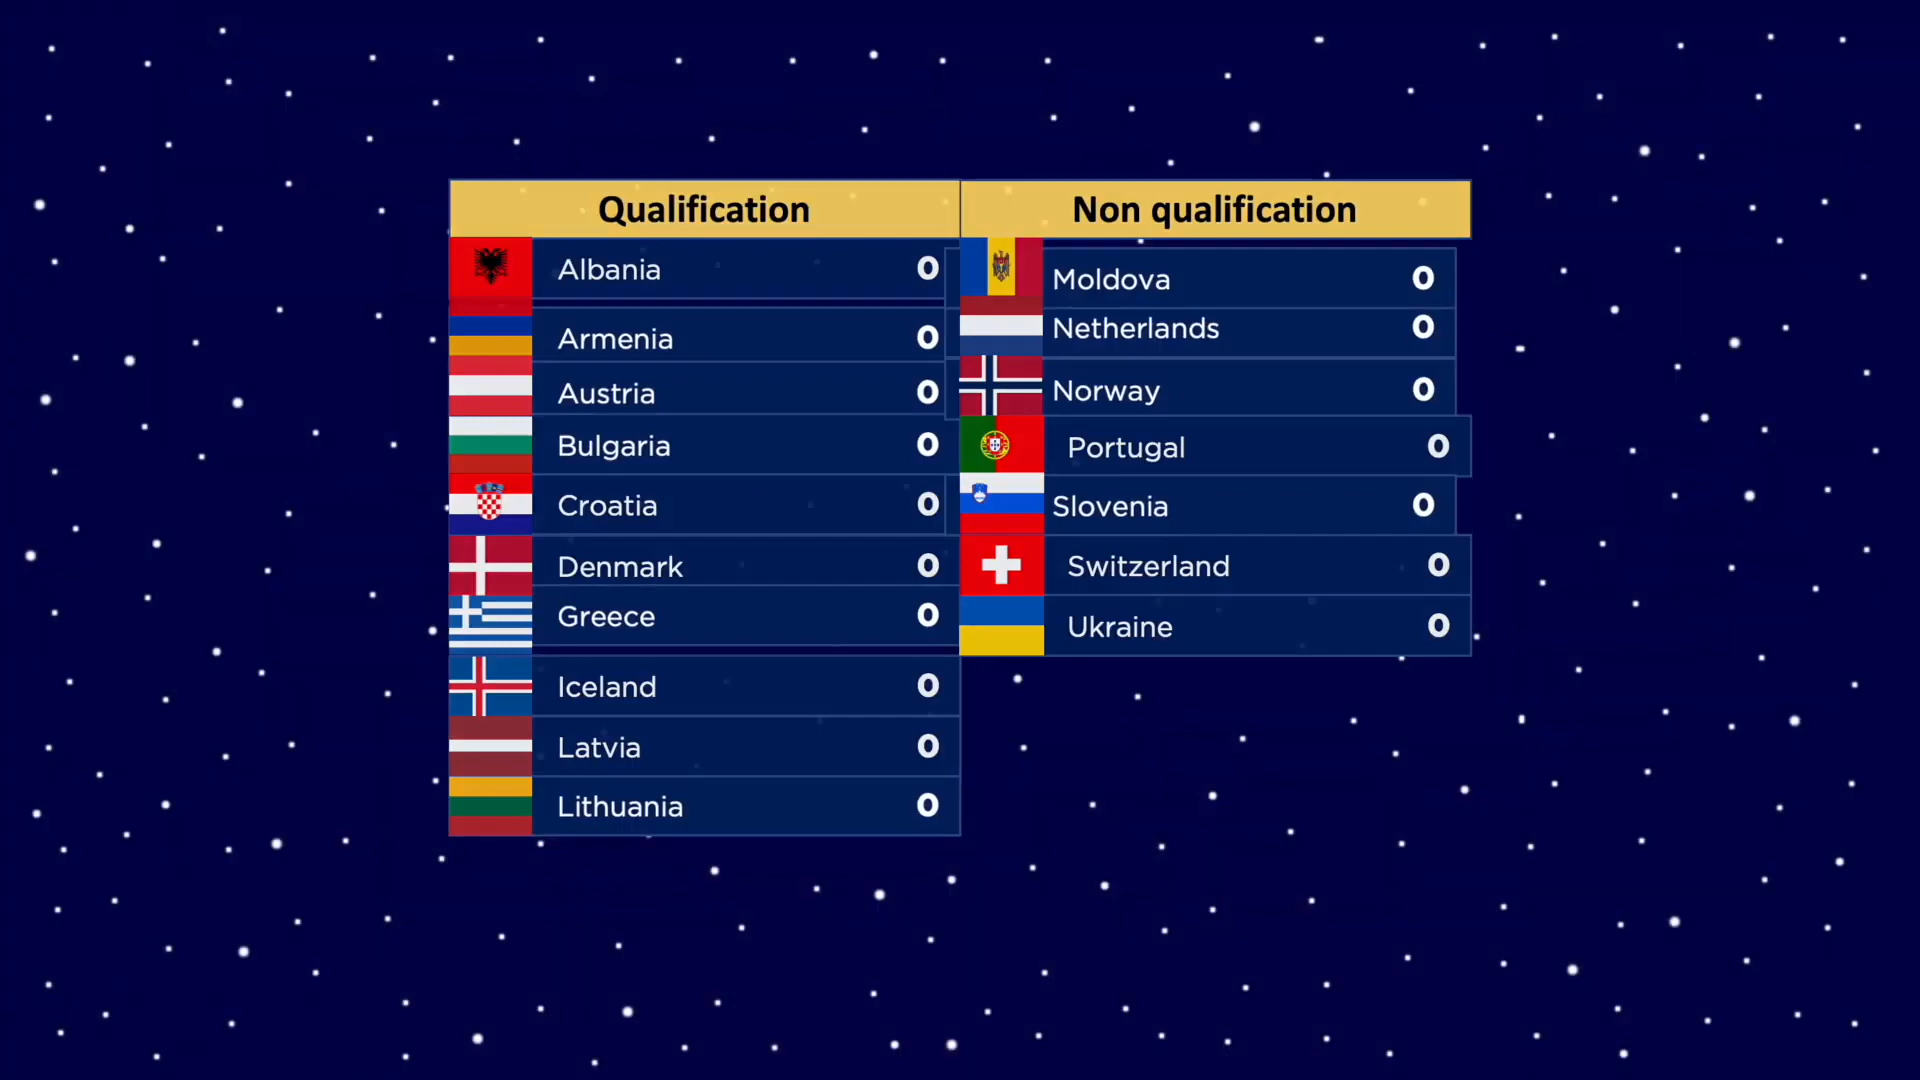 Qualification
Non qualification
Albania 0
Armenia 0
Austria 0
Bulgaria 0
Croatia 0
Denmark 0
Greece 0
Iceland 0
Latvia 0
Lithuania 0
Moldova 0
Netherlands 0
Norway 0
Portugal 0
Slovenia 0
Switzerland 0
Ukraine 0